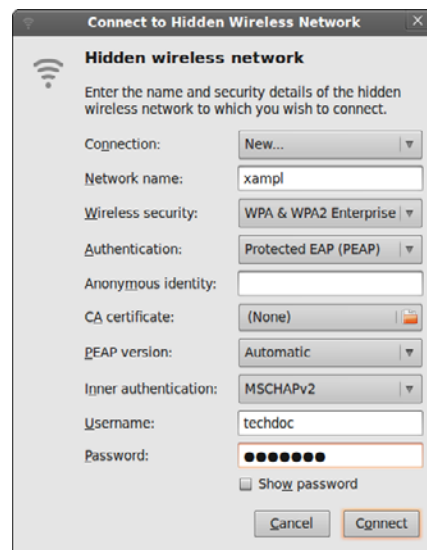 Connect to Hidden Wireless Network
Hidden wireless network
Enter the name and security details of the hidden
wireless network to which you wish to connect.
Connection: New...
Network name: xampl
Wireless security: WPA & WPA2 Enterprise
Authentication: Protected EAP (PEAP)
Anonymous identity:
CA certificate: (None)
PEAP version: Automatic
Inner authentication: MSCHAPv2
Username: techdoc
Password: ●●●●●●●
Show password
Cancel Connect